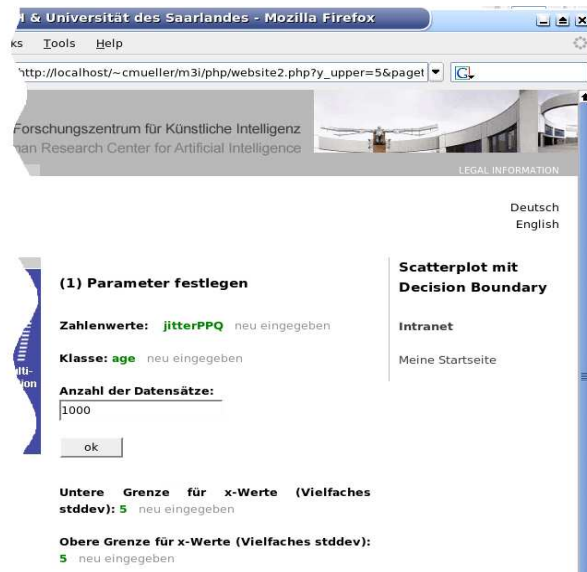 & Universität des Saarlandes - Mozilla Firefox
Tools Help
http://localhost/~cmueller/m3i/php/website2.php?y_upper=5&paget
G
Forschungszentrum für Künstliche Intelligenz
Research Center for Artificial Intelligence
LEGAL INFORMATION
Deutsch
English
Scatterplot mit
Decision Boundary
Intranet
Meine Startseite
(1) Parameter festlegen
Zahlenwerte: jitterPPQ neu eingegeben
Klasse: age neu eingegeben
Anzahl der Datensätze:
1000
ok
Untere Grenze für x-Werte (Vielfaches
stddev): 5 neu eingegeben
Obere Grenze für x-Werte (Vielfaches stddev):
5 neu eingegeben